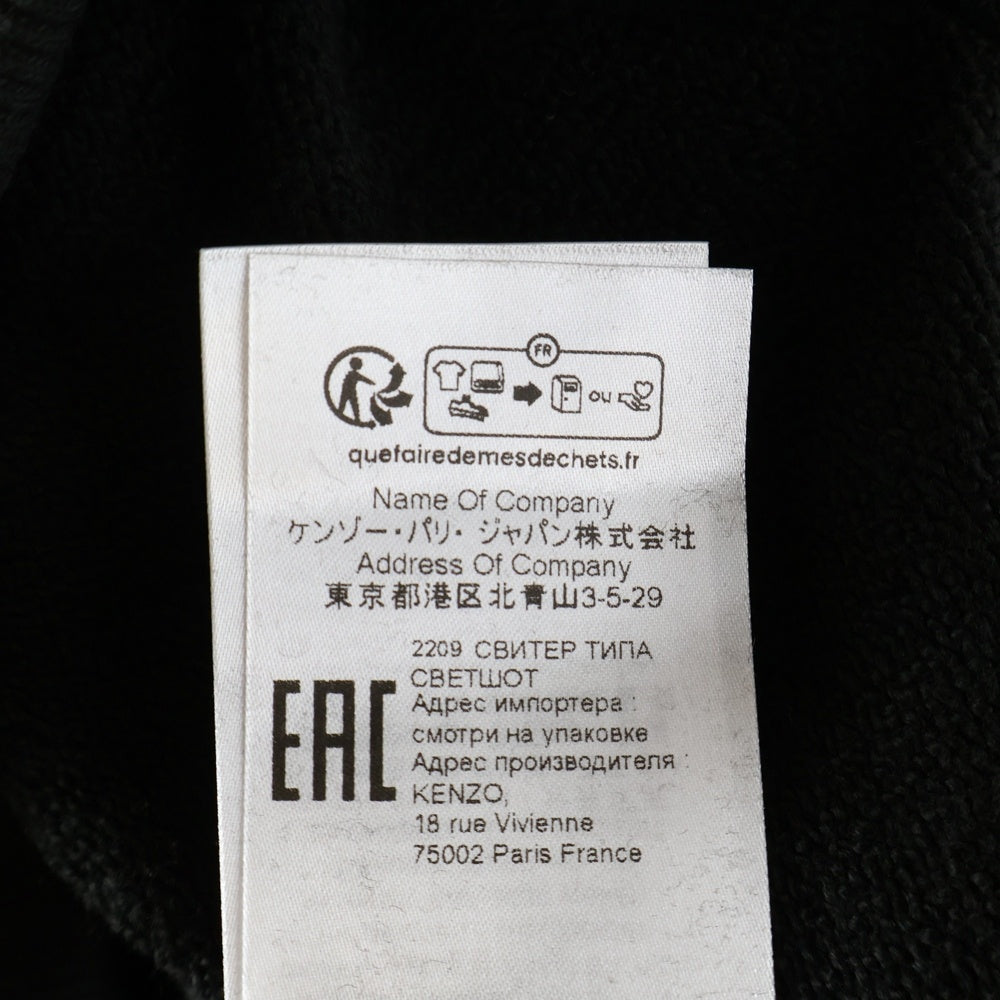 FR
ou
quefairedemesdechets.fr
Name Of Company
ケンゾー・パリ・ジャパン株式会社
Address Of Company
東京都港区北青山3-5-29
EAC
2209 СВИТЕР ТИПА
СВЕТШОТ
Адрес импортера :
смотри на упаковке
Адрес производителя :
KENZO,
18 rue Vivienne
75002 Paris France